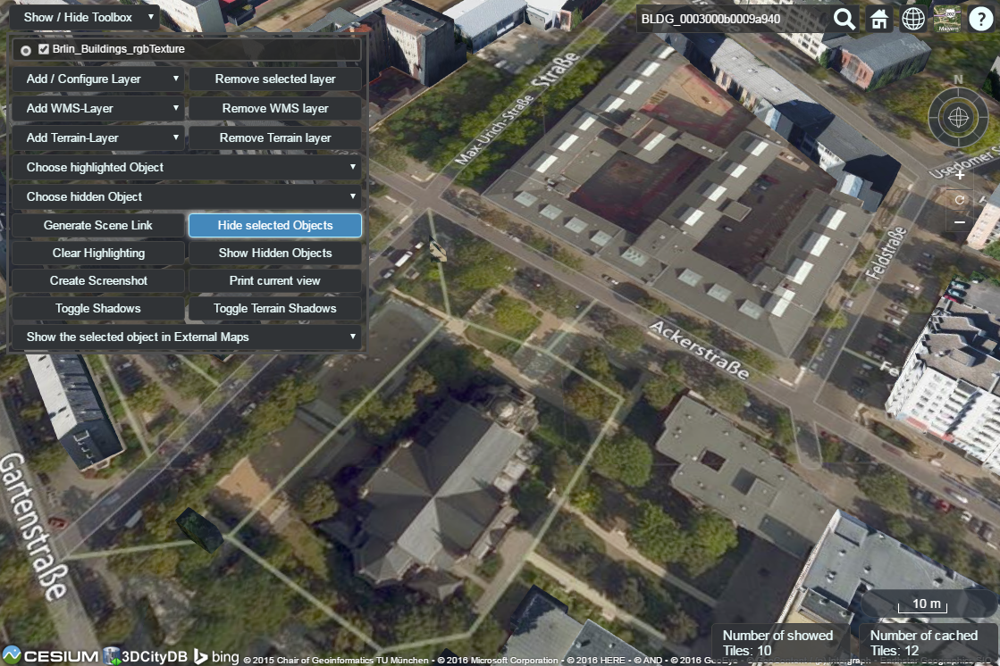 Show / Hide Toolbox
BLDG_0003000b0009a940
Brlin_Buildings_rgbTexture
Add / Configure Layer
Remove selected layer
Add WMS-Layer
Remove WMS layer
Add Terrain-Layer
Remove Terrain layer
Choose highlighted Object
Choose hidden Object
Generate Scene Link
Hide selected Objects
Clear Highlighting
Show Hidden Objects
Create Screenshot
Print current view
Toggle Shadows
Toggle Terrain Shadows
Show the selected object in External Maps
Malvern
?
N
+
−
Max-Urich-Straße
Straße
Usedomer S
Feldstraße
Ackerstraße
Fe
Gartenstraße
10 m
Number of showed
Tiles: 10
Number of cached
Tiles: 12
CESIUM
3DCityDB
bing
© 2015 Chair of Geoinformatics TU München - © 2016 Microsoft Corporation - © 2016 HERE - © AND - © 2016